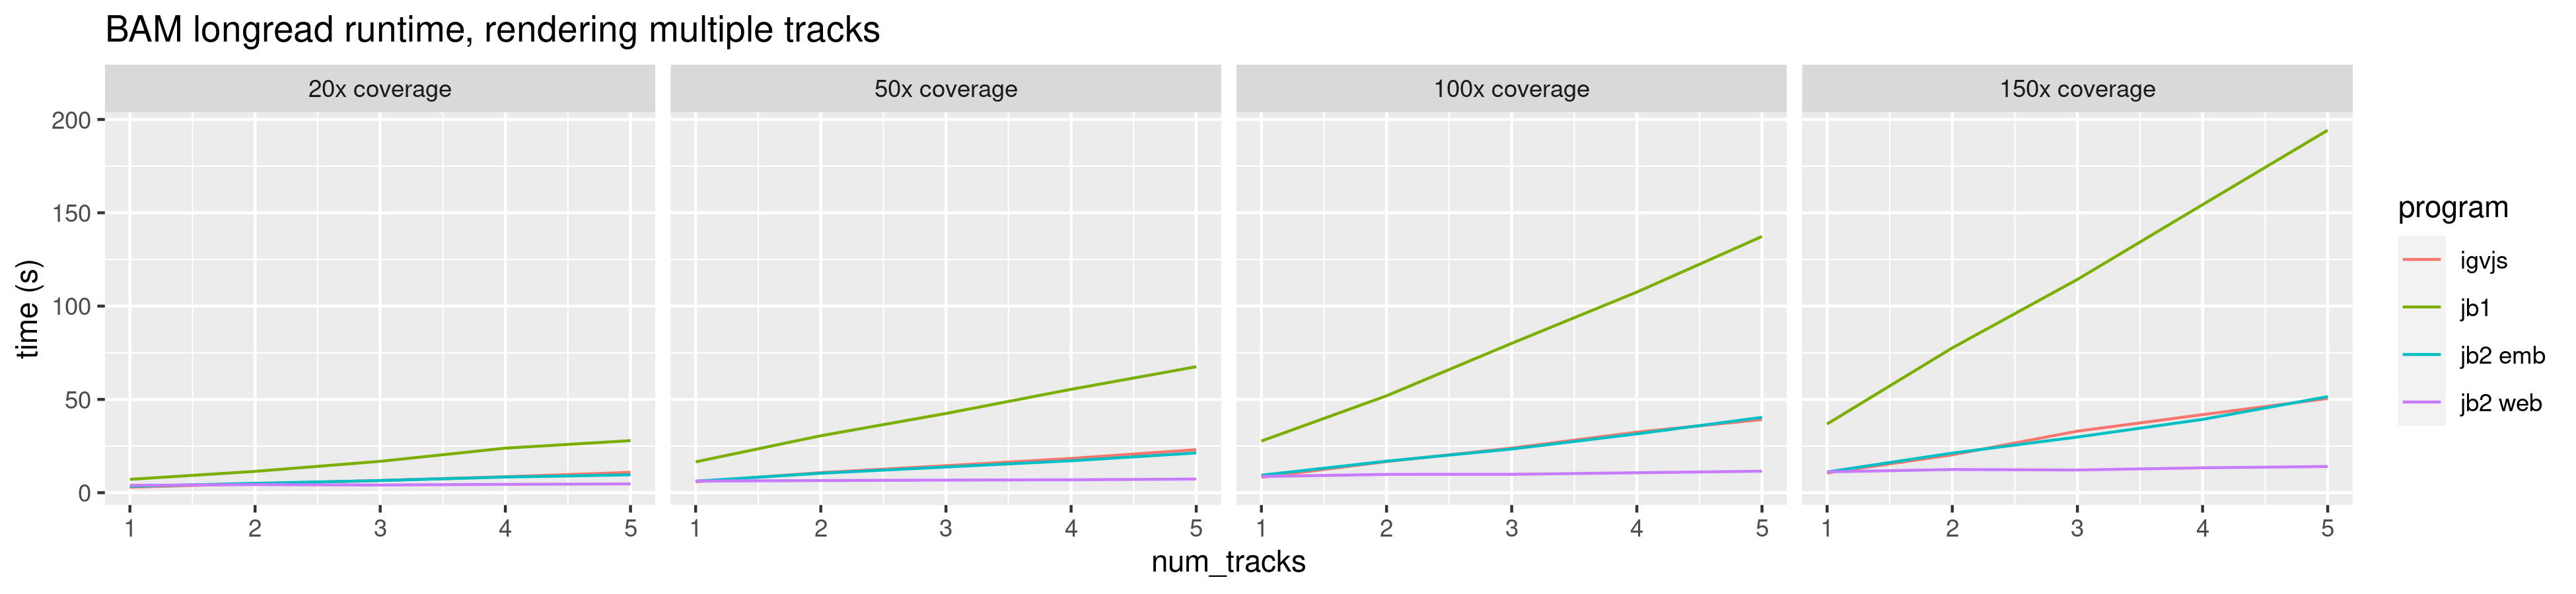 BAM longread runtime, rendering multiple tracks
20x coverage 50x coverage 100x coverage 150x coverage
200
150
100
50
0
time (s)
1 2 3 4 5 1 2 3 4 5 1 2 3 4 5 1 2 3 4 5
num_tracks
program
igvjs
jb1
jb2 emb
jb2 web